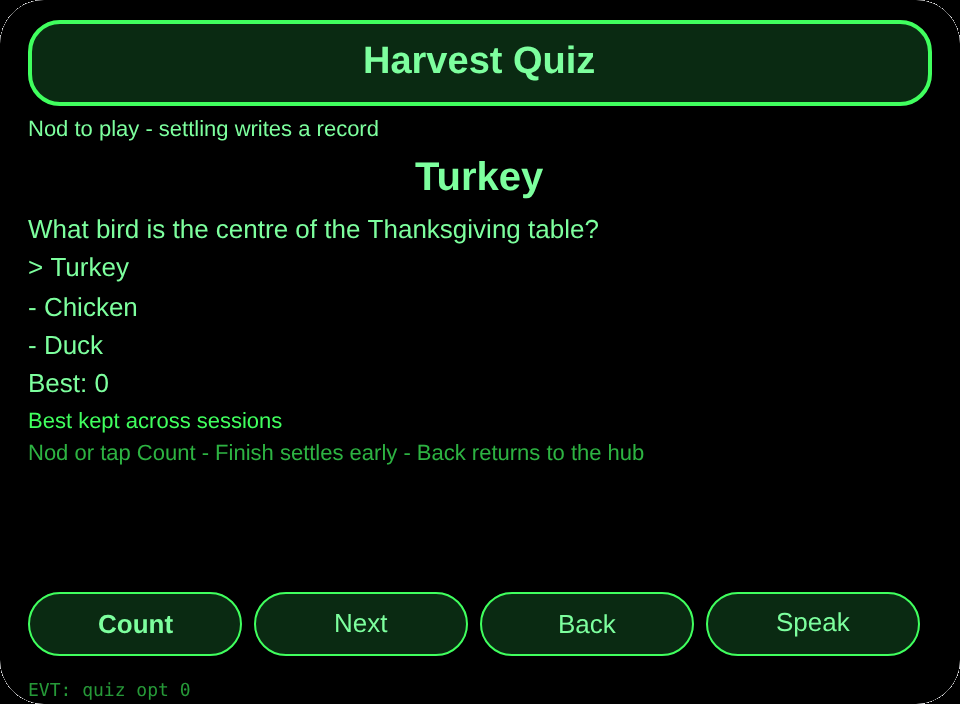 Harvest Quiz
Nod to play - settling writes a record
Turkey
What bird is the centre of the Thanksgiving table?
> Turkey
- Chicken
- Duck
Best: 0
Best kept across sessions
Nod or tap Count - Finish settles early - Back returns to the hub
Count Next Back Speak
EVT: quiz opt 0